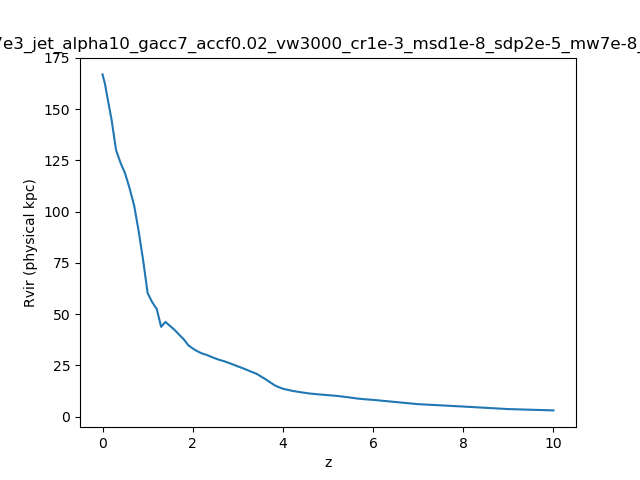 7e3_jet_alpha10_gacc7_accf0.02_vw3000_cr1e-3_msd1e-8_sdp2e-5_mw7e-8_
175
150
125
100
75
50
25
0
Rvir (physical kpc)
0 2 4 6 8 10
z